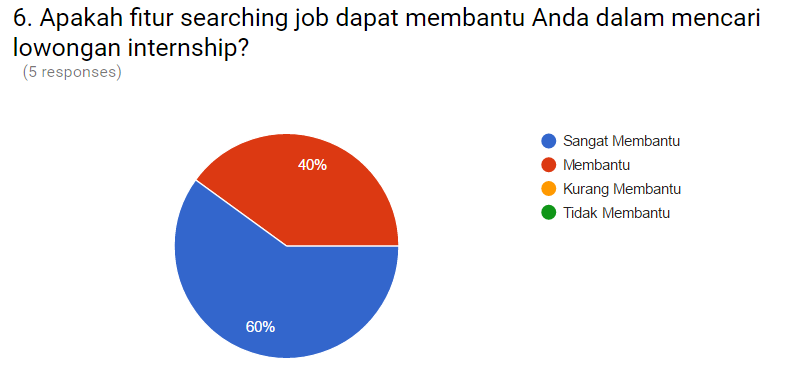 6. Apakah fitur searching job dapat membantu Anda dalam mencari
lowongan internship?
(5 responses)
40%
60%
Sangat Membantu
Membantu
Kurang Membantu
Tidak Membantu